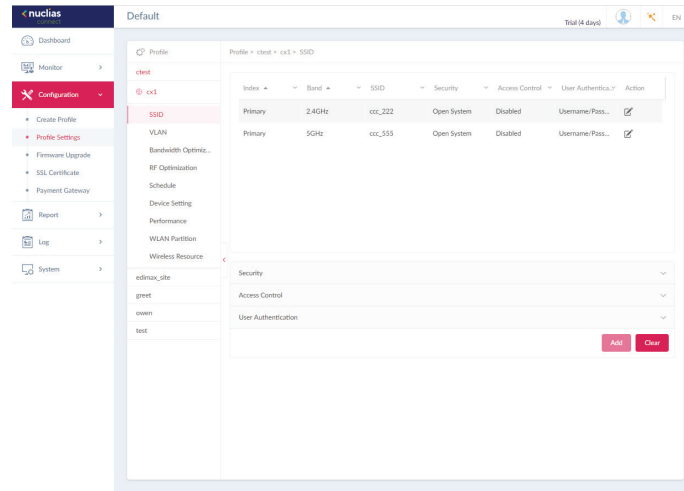 nuclias
connect
Default
Trial (4 days)
EN
Dashboard
Monitor
Configuration
Create Profile
Profile Settings
Firmware Upgrade
SSL Certificate
Payment Gateway
Report
Log
System
Profile
ctest
cx1
SSID
VLAN
Bandwidth Optimiz...
RF Optimization
Schedule
Device Setting
Performance
WLAN Partition
Wireless Resource
edimax_site
greet
owen
test
Profile > ctest > cx1 > SSID
Index Band SSID Security Access Control User Authentica... Action
Primary 2.4GHz ccc_222 Open System Disabled Username/Pass...
Primary 5GHz ccc_555 Open System Disabled Username/Pass...
Security
Access Control
User Authentication
Add Clear